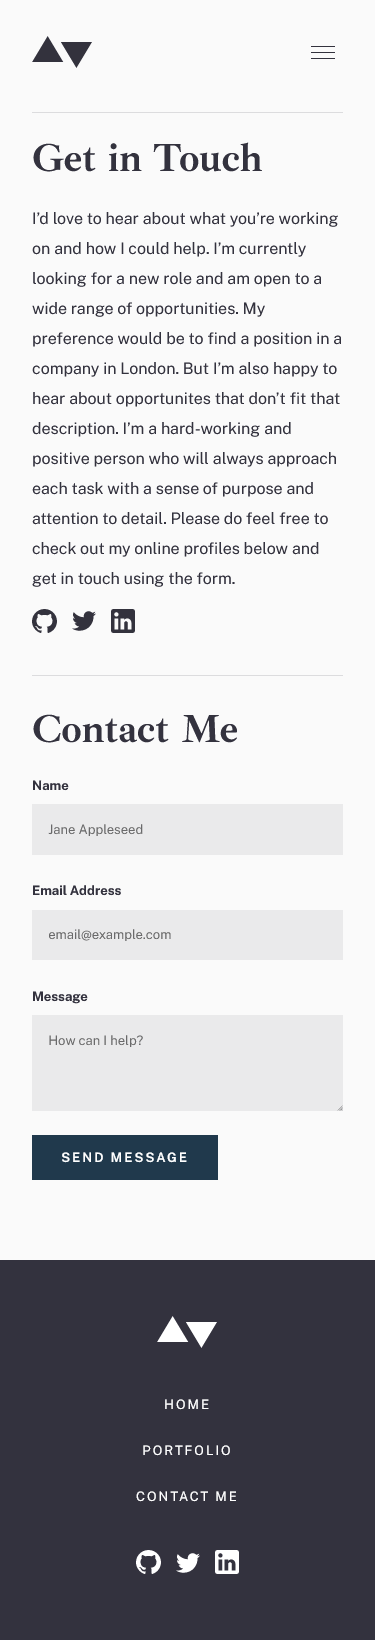 Get in Touch
I'd love to hear about what you're working
on and how I could help. I'm currently
looking for a new role and am open to a
wide range of opportunities. My
preference would be to find a position in a
company in London. But I'm also happy to
hear about opportunites that don't fit that
description. I'm a hard-working and
positive person who will always approach
each task with a sense of purpose and
attention to detail. Please do feel free to
check out my online profiles below and
get in touch using the form.
in
Contact Me
Name
Jane Appleseed
Email Address
email@example.com
Message
How can I help?
SEND MESSAGE
HOME
PORTFOLIO
CONTACT ME
in